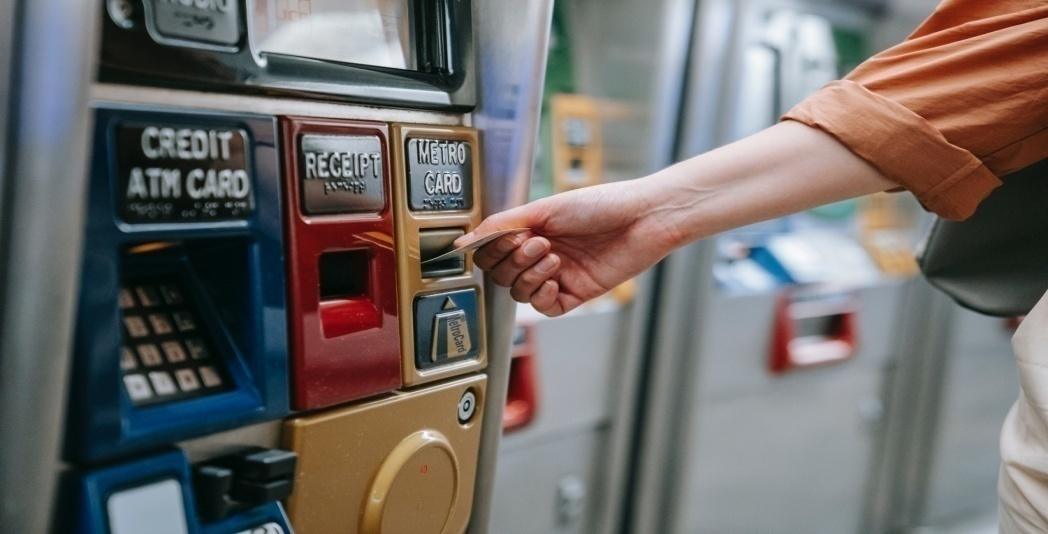 CREDIT
ATM CARD
RECEIPT
METRO
CARD
MetroCard